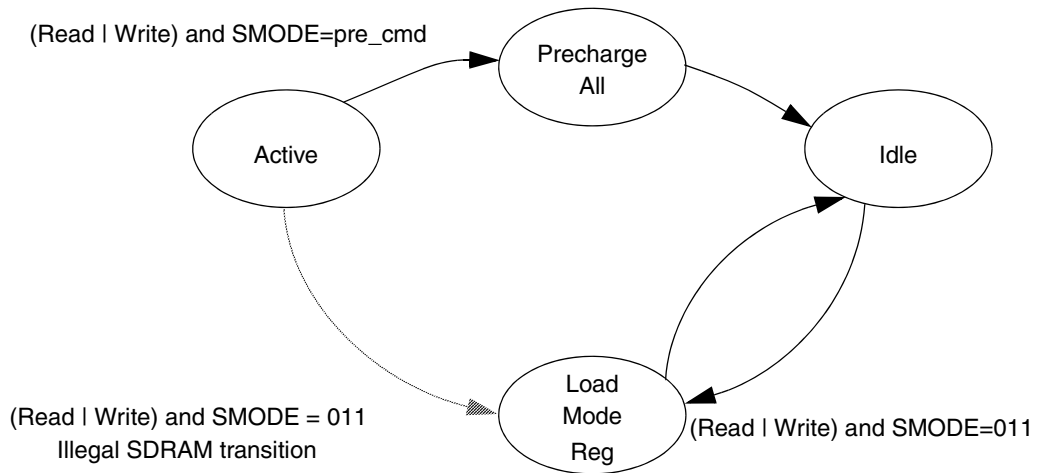 (Read | Write) and SMODE=pre_cmd
Precharge
All
Active
Idle
Load
Mode
Reg
(Read | Write) and SMODE = 011
Illegal SDRAM transition
(Read | Write) and SMODE=011